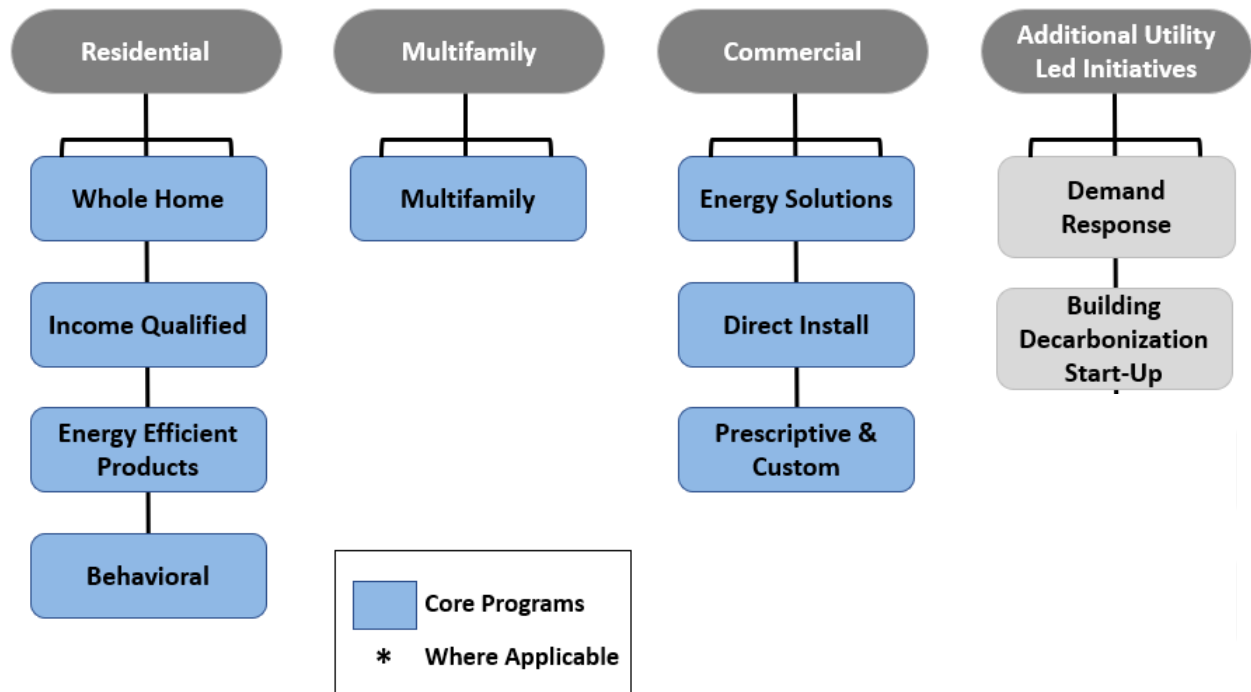 Residential
Multifamily
Commercial
Additional Utility
Led Initiatives
Whole Home
Income Qualified
Energy Efficient
Products
Behavioral
Multifamily
Energy Solutions
Direct Install
Prescriptive &
Custom
Demand
Response
Building
Decarbonization
Start-Up
Core Programs
* Where Applicable